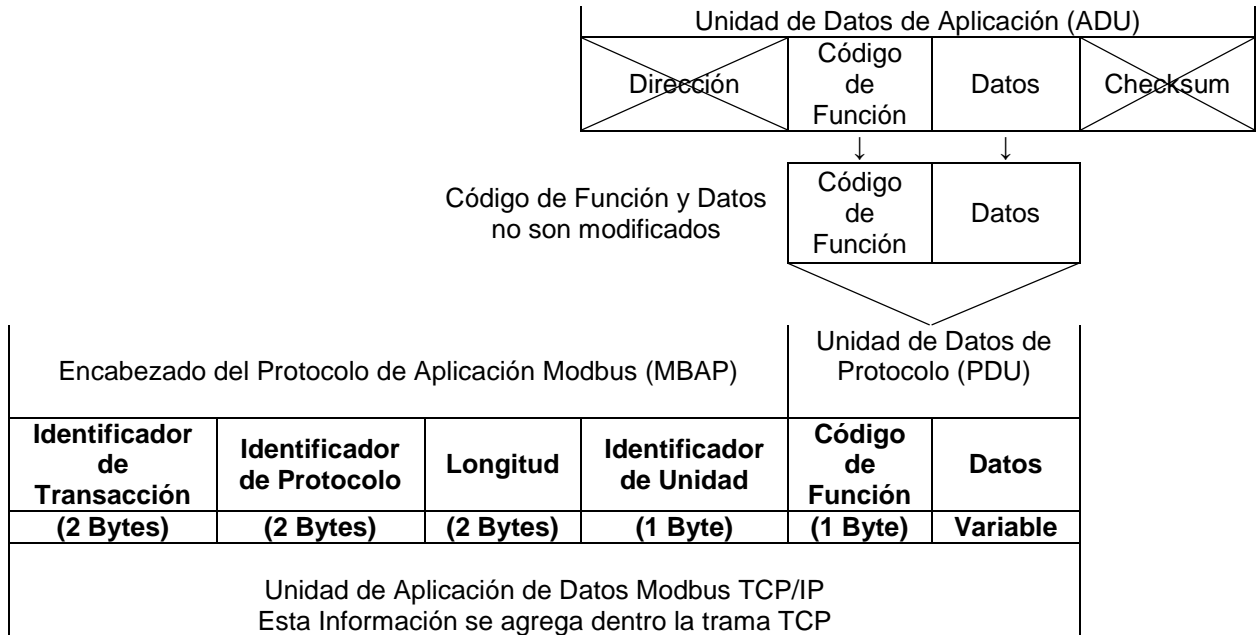 Unidad de Datos de Aplicación (ADU)
Dirección
Código
de
Función
Datos
Checksum
↓
↓
Código de Función y Datos
no son modificados
Código
de
Función
Datos
Encabezado del Protocolo de Aplicación Modbus (MBAP)
Unidad de Datos de
Protocolo (PDU)
Identificador
de
Transacción
Identificador
de Protocolo
Longitud
Identificador
de Unidad
Código
de
Función
Datos
(2 Bytes)
(2 Bytes)
(2 Bytes)
(1 Byte)
(1 Byte)
Variable
Unidad de Aplicación de Datos Modbus TCP/IP
Esta Información se agrega dentro la trama TCP